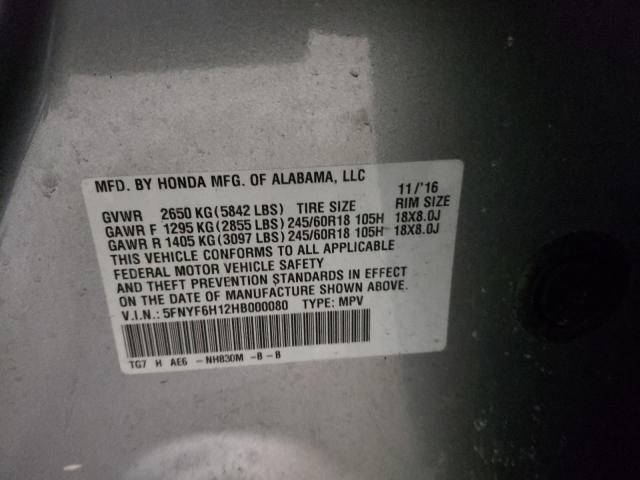 MFD. BY HONDA MFG. OF ALABAMA, LLC 11/'16
GVWR 2650 KG (5842 LBS) TIRE SIZE RIM SIZE
GAWR F 1295 KG (2855 LBS) 245/60R18 105H 18X8.0J
GAWR R 1405 KG (3097 LBS) 245/60R18 105H 18X8.0J
THIS VEHICLE CONFORMS TO ALL APPLICABLE
FEDERAL MOTOR VEHICLE SAFETY
AND THEFT PREVENTION STANDARDS IN EFFECT
ON THE DATE OF MANUFACTURE SHOWN ABOVE.
V.I.N.: 5FNYF6H12HB000080 TYPE: MPV
TG7 H AE6 -NH830M -B -B